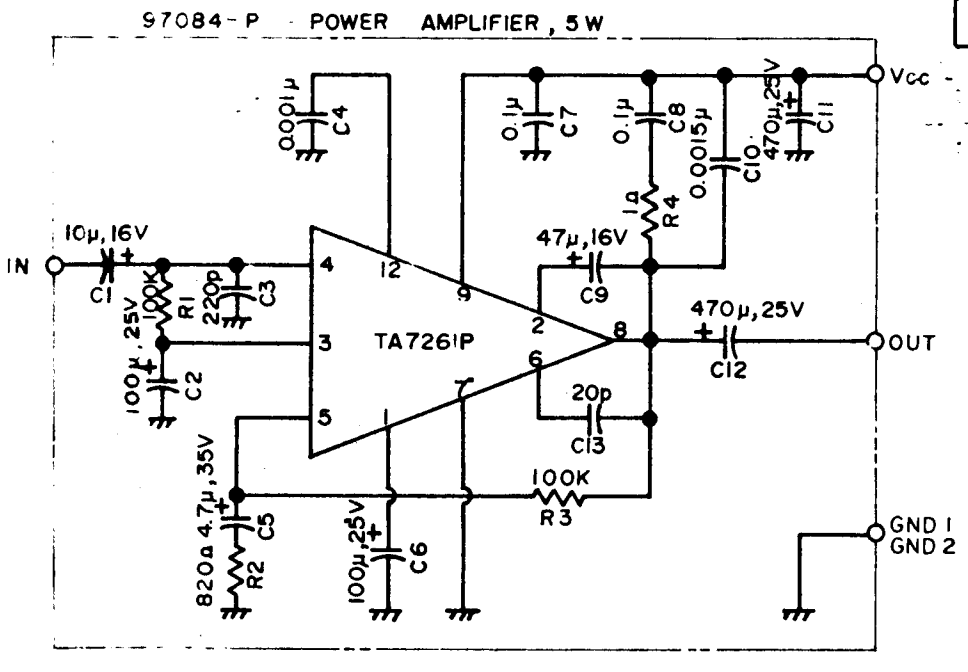 97084-P POWER AMPLIFIER, 5W
Vcc
0.001µ
C4
0.1µ
C7
0.1µ
C8
0.0015µ
C10
470µ,25V
+
C11
1Ω
R4
10µ,16V
+
IN
C1
100K
R1
220p
C3
4
12
9
47µ,16V
+
C9
2
3
TA7261P
8
470µ,25V
+
C12
OUT
100µ,25V
+
C2
5
1
7
6
20p
C13
100K
R3
4.7µ,35V
+
C5
820Ω
R2
100µ,25V
+
C6
GND 1
GND 2